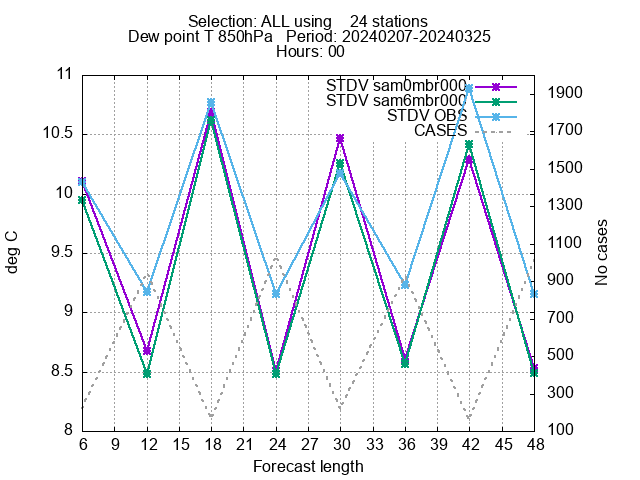 Selection: ALL using    24 stations
Dew point T 850hPa   Period: 20240207-20240325
Hours: 00
STDV sam0mbr000
STDV sam6mbr000
STDV OBS
CASES
deg C
11
10.5
10
9.5
9
8.5
8
1900
1700
1500
1300
1100
900
700
500
300
100
No cases
6 9 12 15 18 21 24 27 30 33 36 39 42 45 48
Forecast length